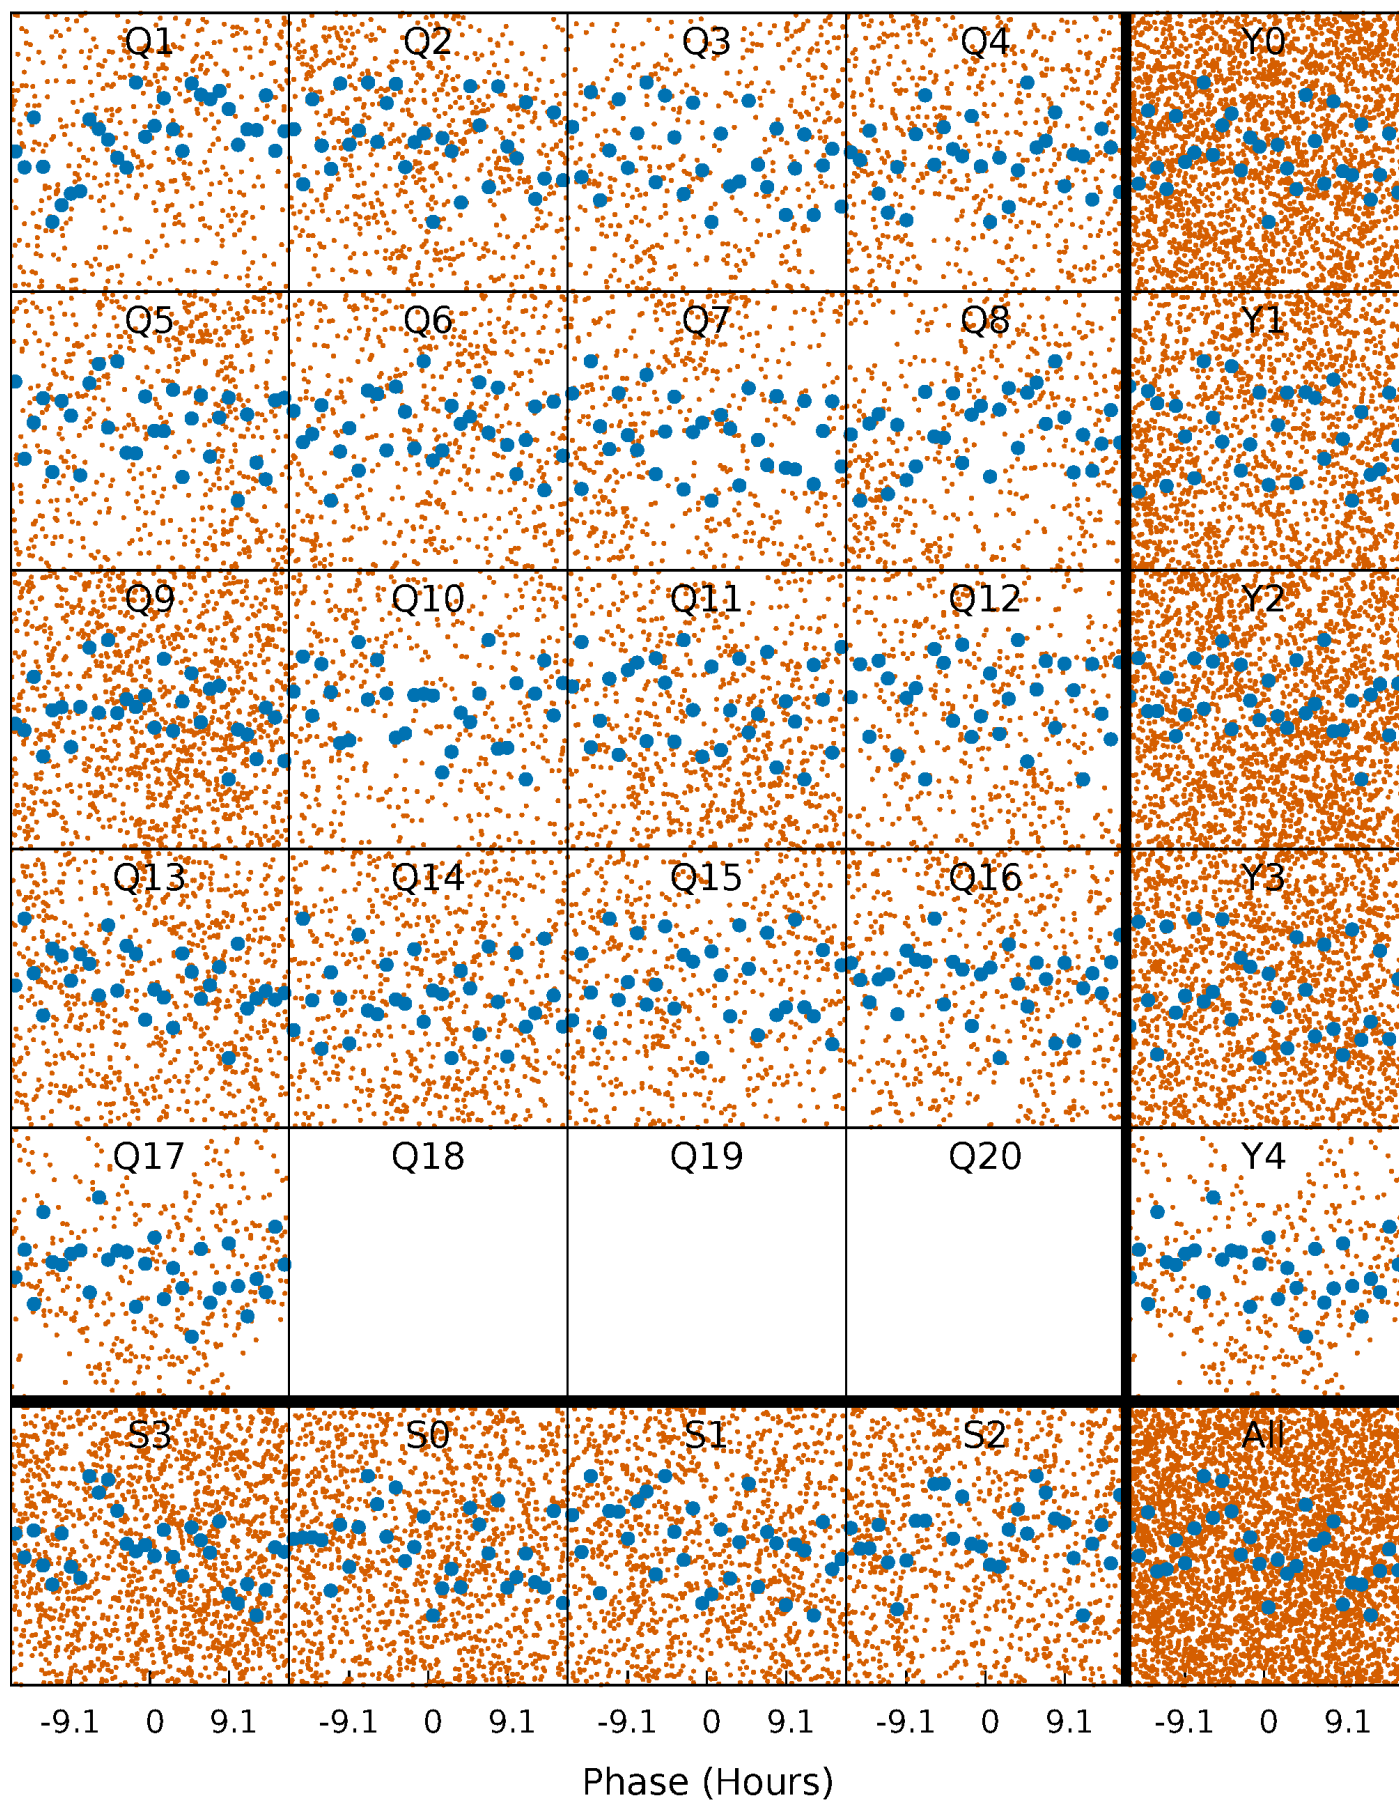 Q1 Q2 Q3 Q4 Y0
Q5 Q6 Q7 Q8 Y1
Q9 Q10 Q11 Q12 Y2
Q13 Q14 Q15 Q16 Y3
Q17 Q18 Q19 Q20 Y4
S3 S0 S1 S2 All
-9.1 0 9.1 -9.1 0 9.1 -9.1 0 9.1 -9.1 0 9.1 -9.1 0 9.1
Phase (Hours)